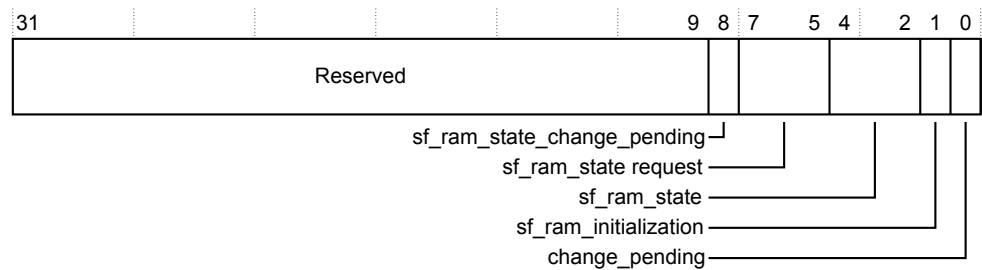 31 9 8 7 5 4 2 1 0
Reserved
sf_ram_state_change_pending
sf_ram_state request
sf_ram_state
sf_ram_initialization
change_pending